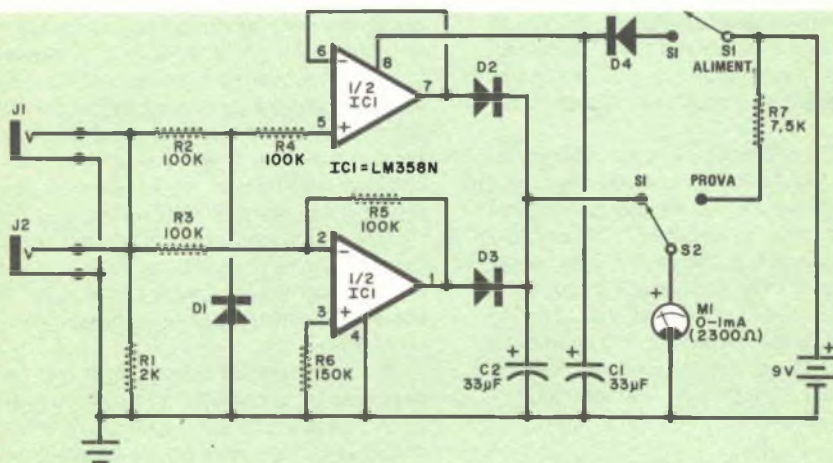 6
−
8
1/2
IC1
7
5
+
D2
D4
S1
S1
ALIMENT.
R7
7,5K
J1
V
R2
100K
R4
100K
IC1=LM358N
S1
PROVA
J2
V
R3
100K
R5
100K
2
−
1/2
IC1
1
3
+
4
D3
S2
D1
R1
2K
R6
150K
+
C2
33µF
+
C1
33µF
+
M1
0-1mA
(2300Ω)
+
9V